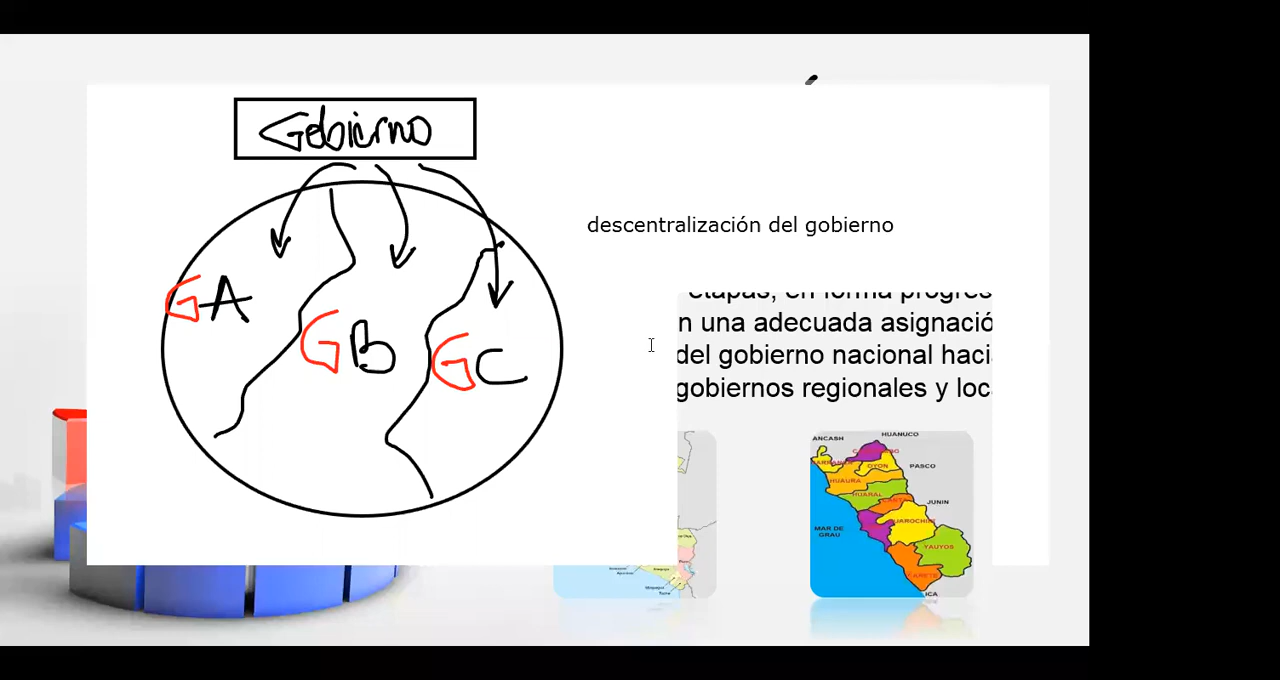 Gobierno
descentralización del gobierno
GA
GB
GC
etapas, en forma progres
n una adecuada asignació
del gobierno nacional haci
gobiernos regionales y loc
ANCASH
HUANUCO
OYON
PASCO
HUAURA
HUARAL
JUNIN
MAR DE
GRAU
HUAROCHIRI
YAUYOS
CAÑETE
ICA